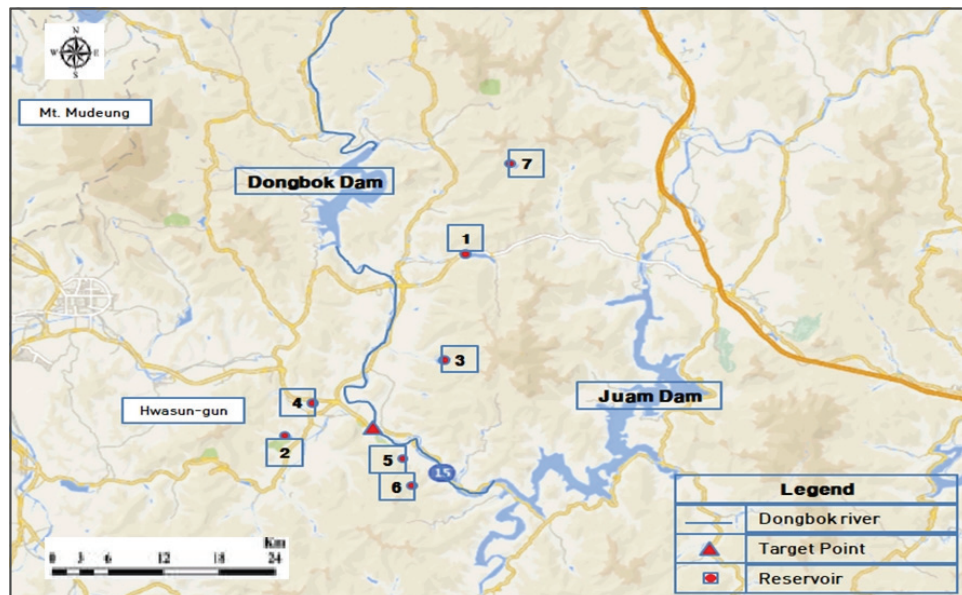 N
W E
S
Mt. Mudeung
Dongbok Dam
7
1
3
Juam Dam
Hwasun-gun
4
2
5
6
15
Legend
Dongbok river
Target Point
Reservoir
Km
0 3 6 12 18 24